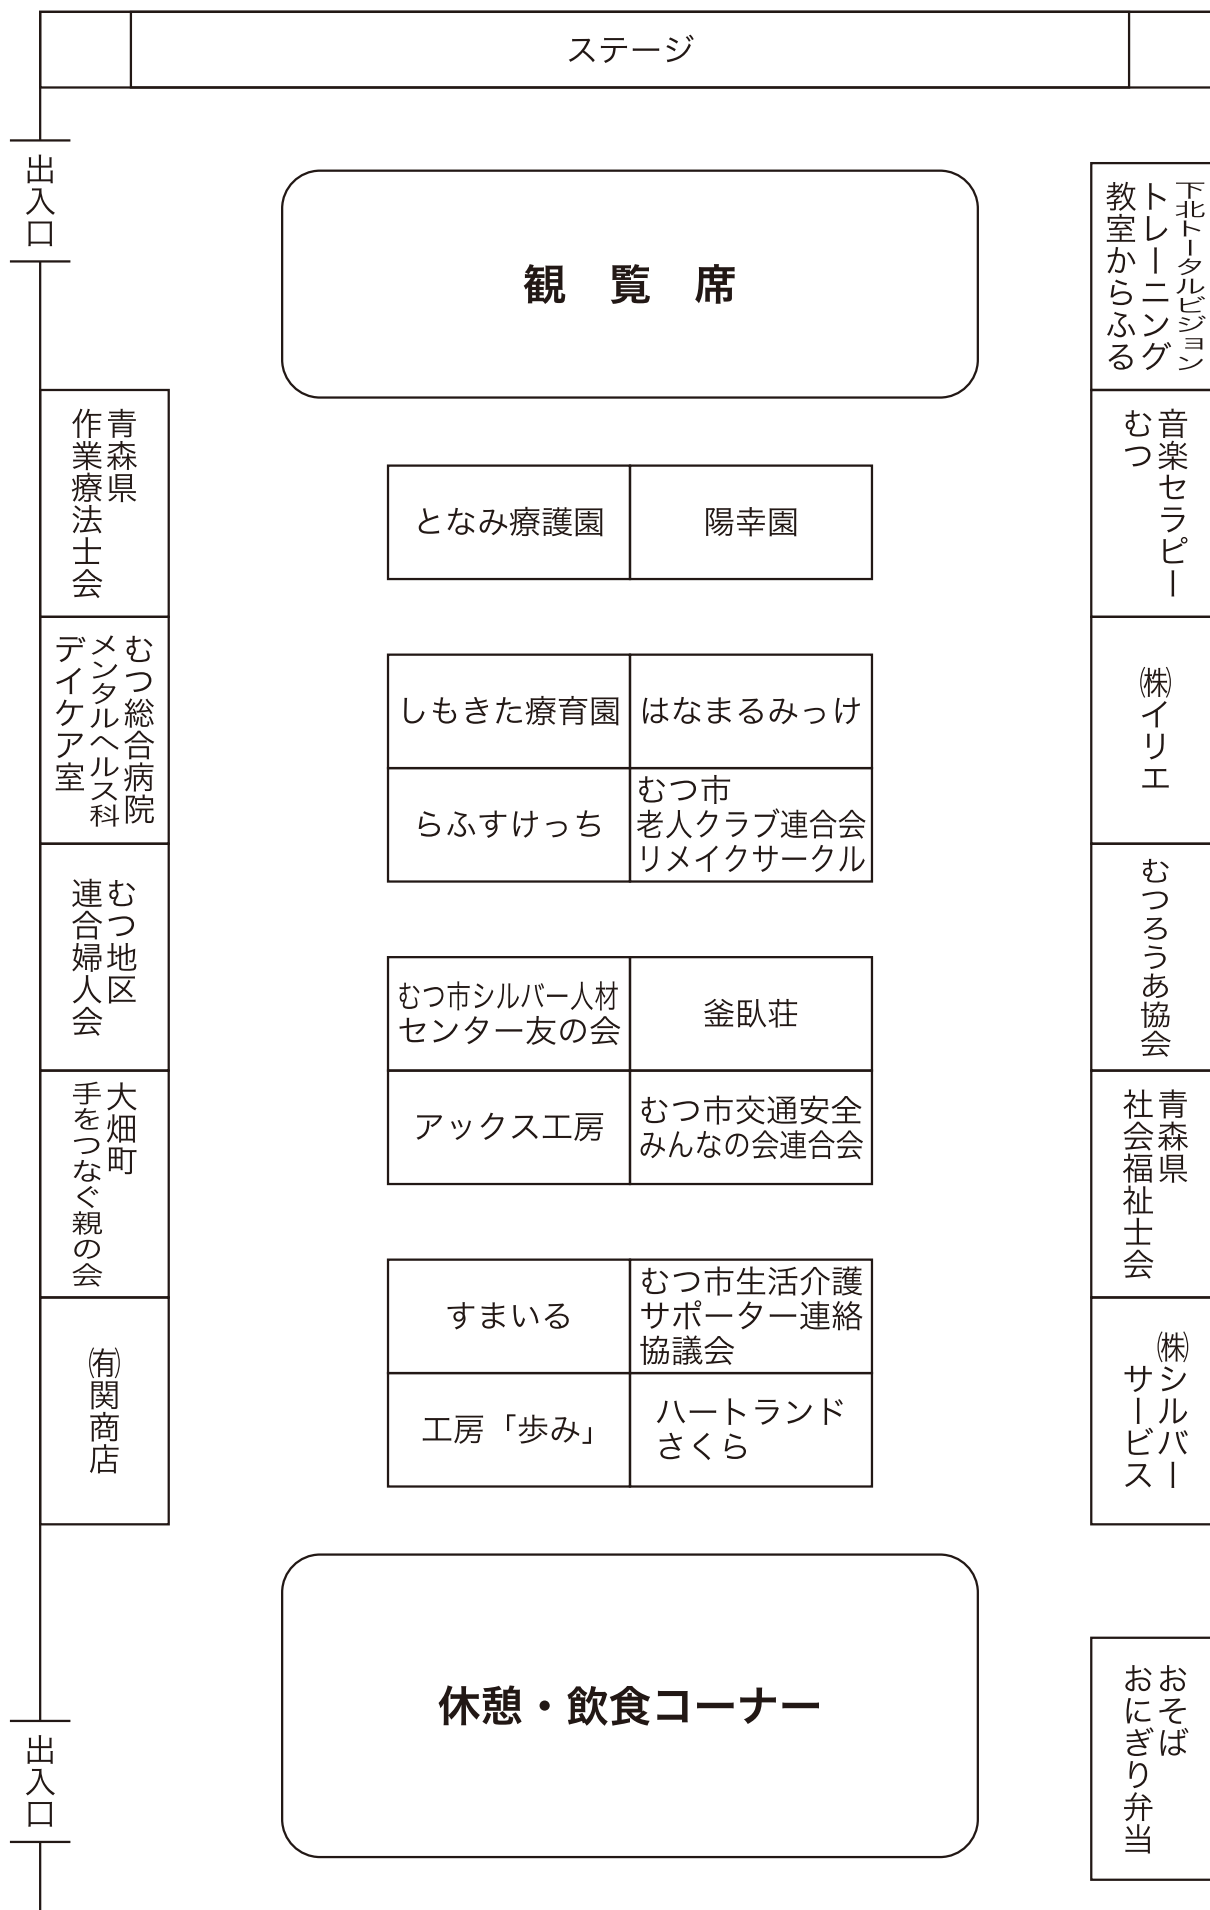 ステージ
出入口
観 覧 席
下北トータルビジョン
トレーニング
教室からふる
青森県
作業療法士会
音楽セラピー
むつ
となみ療護園
陽幸園
むつ総合病院
メンタルヘルス科
デイケア室
しもきた療育園
はなまるみっけ
㈱イリエ
らふすけっち
むつ市
老人クラブ連合会
リメイクサークル
むつ地区
連合婦人会
むつ市シルバー人材
センター友の会
釜臥荘
むつろうあ協会
大畑町
手をつなぐ親の会
アックス工房
むつ市交通安全
みんなの会連合会
青森県
社会福祉士会
㈲関商店
すまいる
むつ市生活介護
サポーター連絡
協議会
㈱シルバー
サービス
工房「歩み」
ハートランド
さくら
休憩・飲食コーナー
おそば
おにぎり弁当
出入口